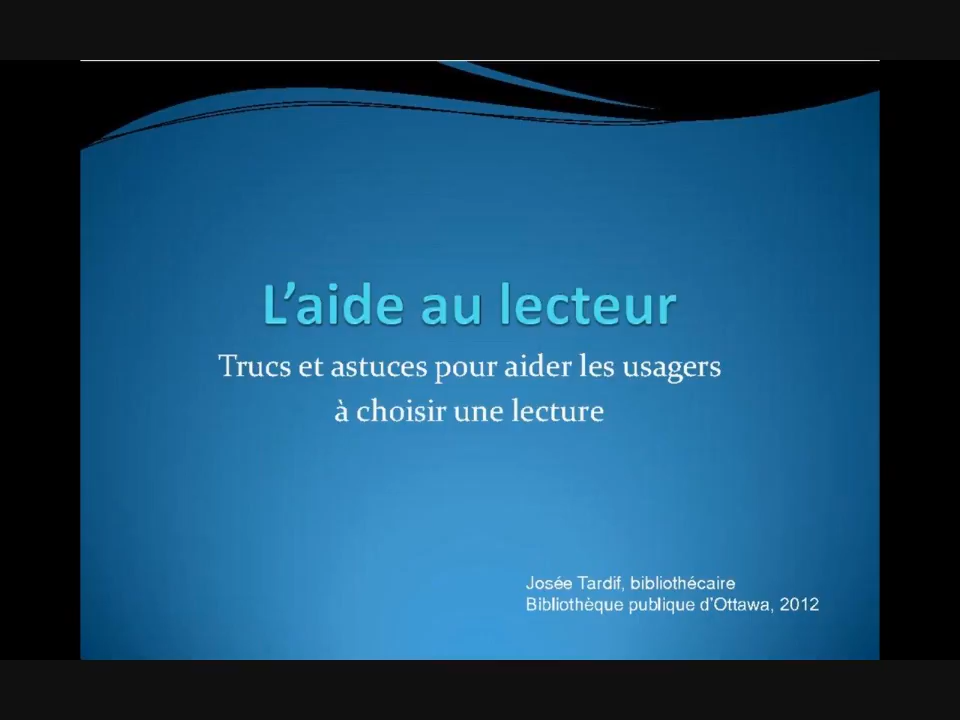 L’aide au lecteur
Trucs et astuces pour aider les usagers
à choisir une lecture
Josée Tardif, bibliothécaire
Bibliothèque publique d’Ottawa, 2012